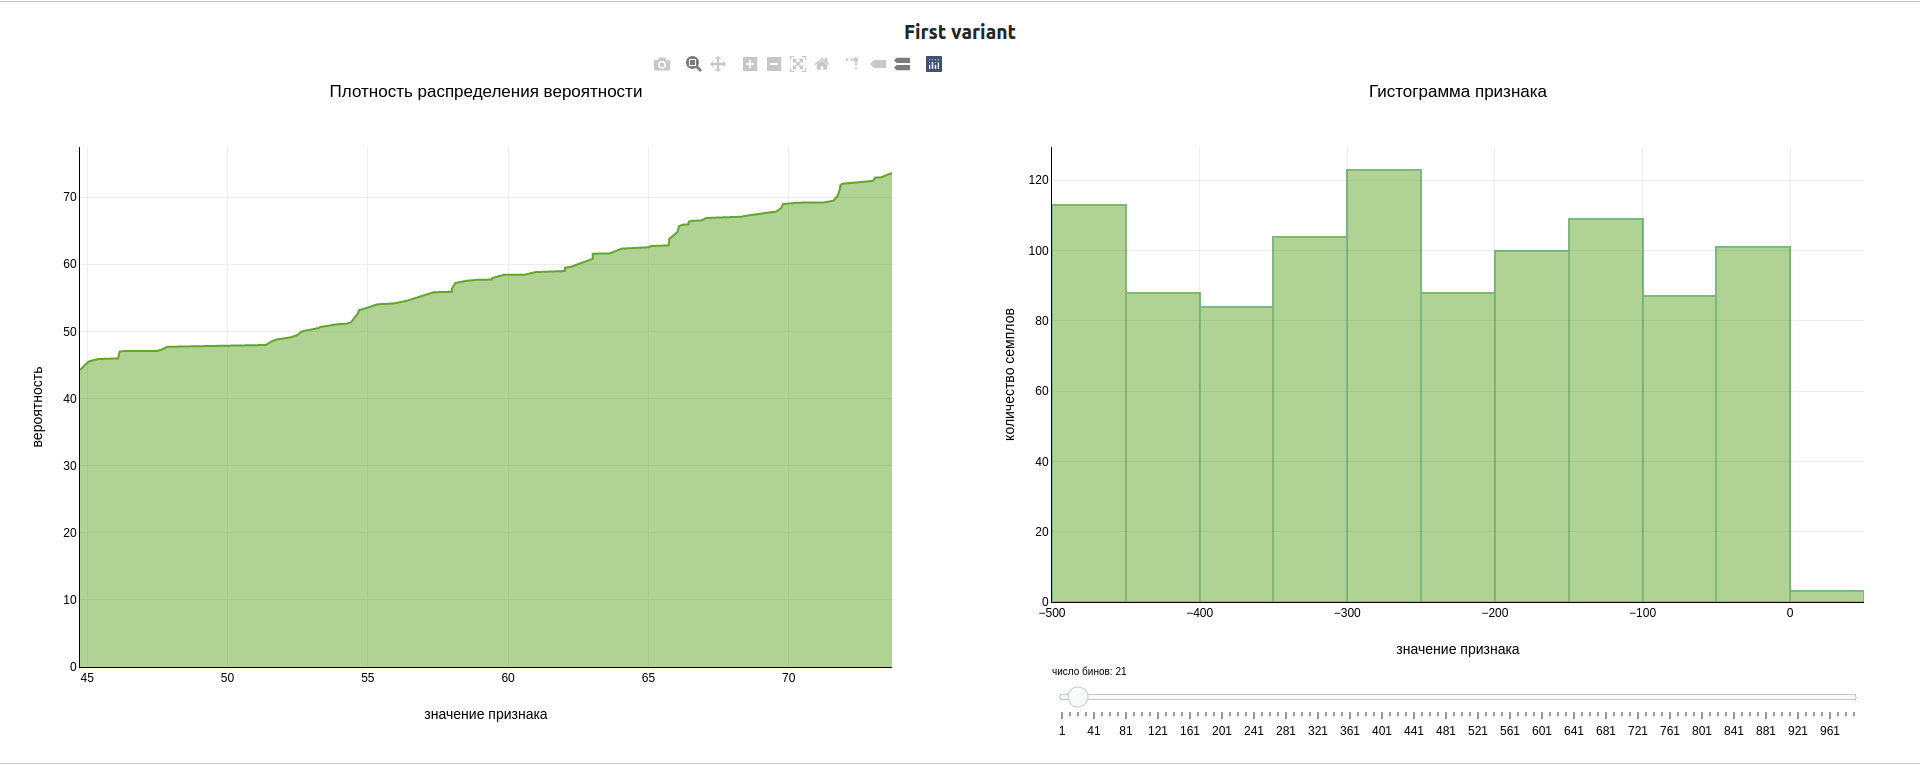 First variant
Плотность распределения вероятности
70
60
50
40
30
20
10
0
вероятность
45 50 55 60 65 70
значение признака
Гистограмма признака
120
100
80
60
40
20
0
количество семплов
−500 −400 −300 −200 −100 0
значение признака
число бинов: 21
1 41 81 121 161 201 241 281 321 361 401 441 481 521 561 601 641 681 721 761 801 841 881 921 961